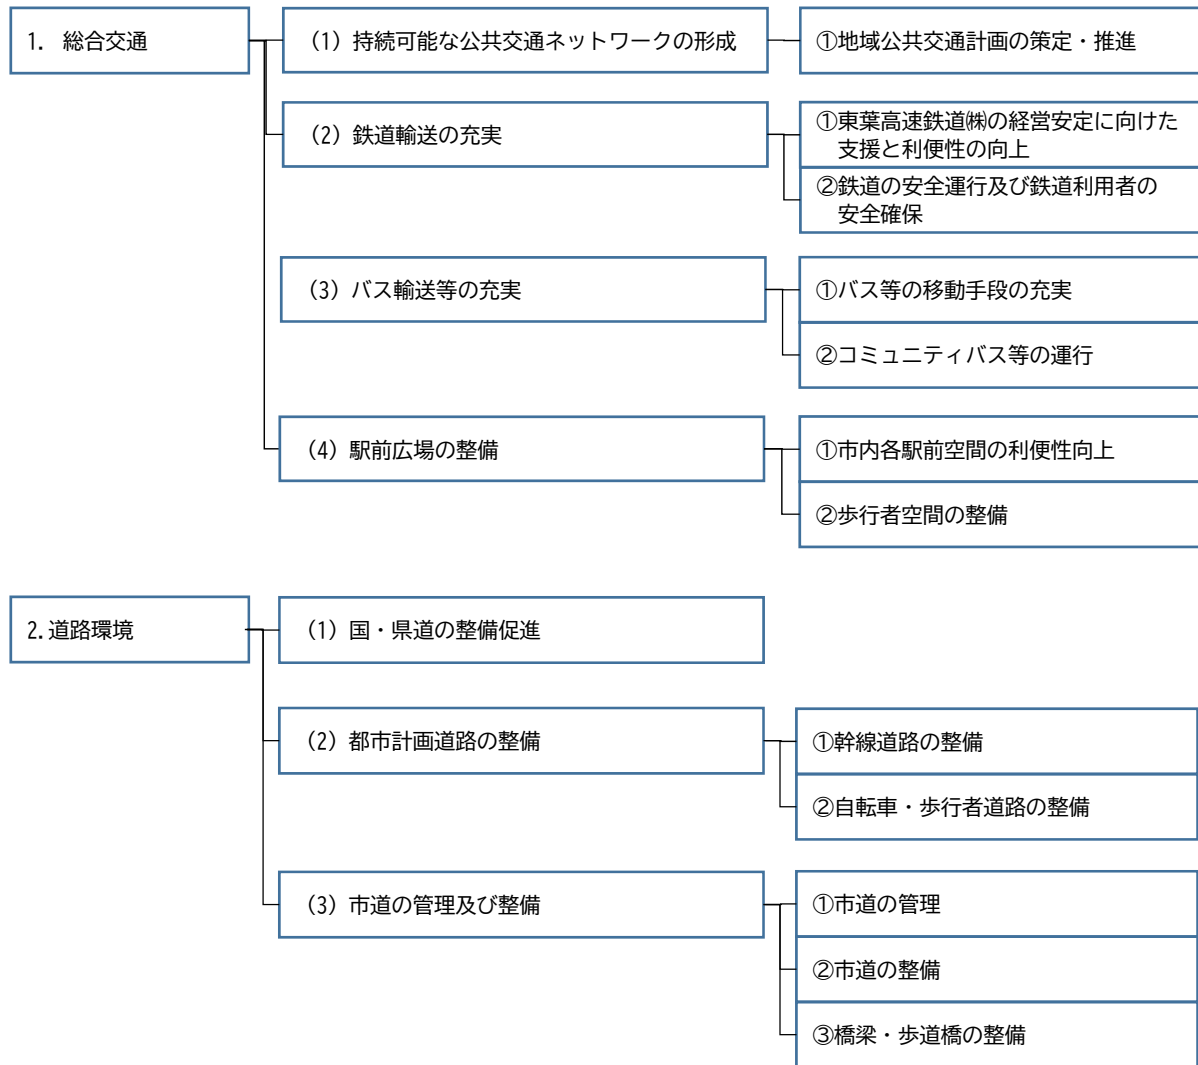 1. 総合交通
(1) 持続可能な公共交通ネットワークの形成
①地域公共交通計画の策定・推進
(2) 鉄道輸送の充実
①東葉高速鉄道㈱の経営安定に向けた
支援と利便性の向上
②鉄道の安全運行及び鉄道利用者の
安全確保
(3) バス輸送等の充実
①バス等の移動手段の充実
②コミュニティバス等の運行
(4) 駅前広場の整備
①市内各駅前空間の利便性向上
②歩行者空間の整備
2. 道路環境
(1) 国・県道の整備促進
(2) 都市計画道路の整備
①幹線道路の整備
②自転車・歩行者道路の整備
(3) 市道の管理及び整備
①市道の管理
②市道の整備
③橋梁・歩道橋の整備